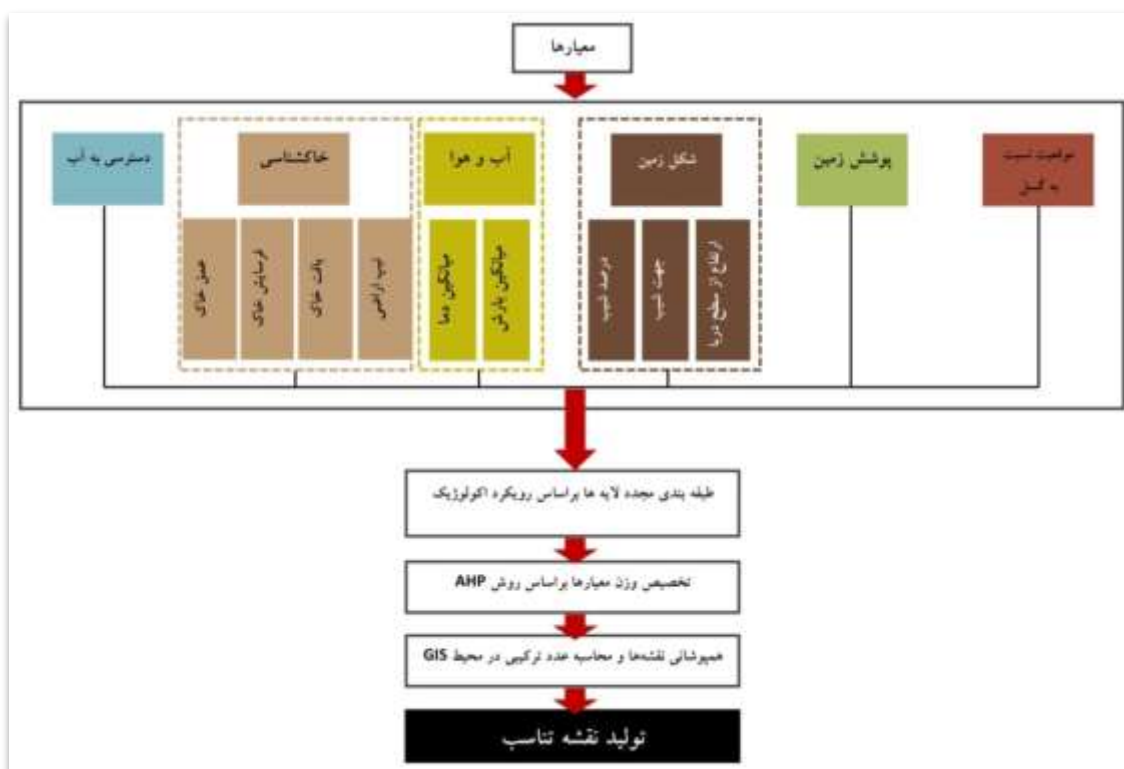 معیارها
موقعیت نسبت
به گسل
پوشش زمین
شکل زمین
ارتفاع از سطح دریا
جهت شیب
درصد شیب
آب و هوا
میانگین بارش
میانگین دما
خاکشناسی
تیپ اراضی
بافت خاک
فرسایش خاک
عمق خاک
دسترسی به آب
طبقه بندی مجدد لایه ها براساس رویکرد اکولوژیک
تخصیص وزن معیارها براساس روش AHP
همپوشانی نقشه‌ها و محاسبه عدد ترکیبی در محیط GIS
تولید نقشه تناسب